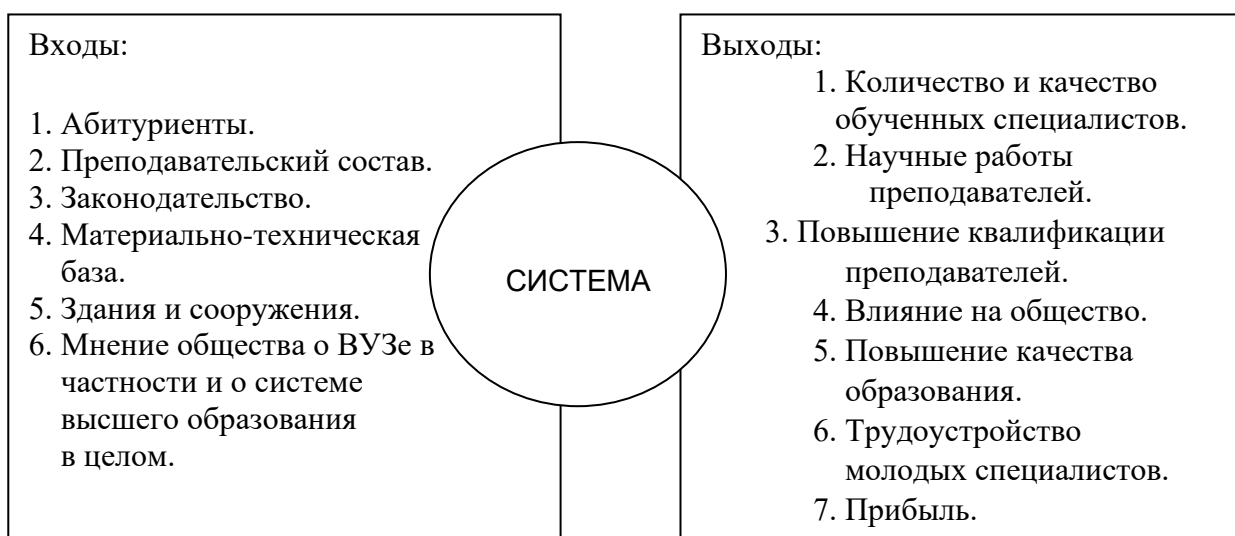 Входы:
1. Абитуриенты.
2. Преподавательский состав.
3. Законодательство.
4. Материально-техническая
база.
5. Здания и сооружения.
6. Мнение общества о ВУЗе в
частности и о системе
высшего образования
в целом.
СИСТЕМА
Выходы:
1. Количество и качество
обученных специалистов.
2. Научные работы
преподавателей.
3. Повышение квалификации
преподавателей.
4. Влияние на общество.
5. Повышение качества
образования.
6. Трудоустройство
молодых специалистов.
7. Прибыль.